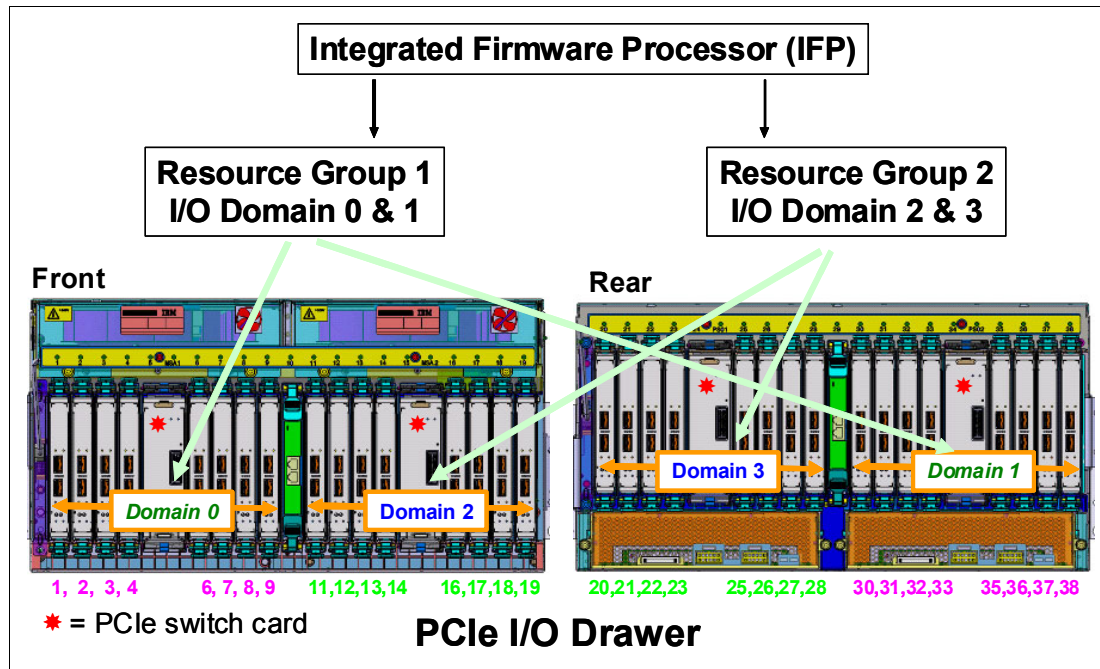 Integrated Firmware Processor (IFP)
Resource Group 1
I/O Domain 0 & 1
Resource Group 2
I/O Domain 2 & 3
Front
Rear
IBM
IBM
Domain 0
Domain 2
Domain 3
Domain 1
1, 2, 3, 4
6, 7, 8, 9
11,12,13,14
16,17,18,19
20,21,22,23
25,26,27,28
30,31,32,33
35,36,37,38
= PCIe switch card
PCIe I/O Drawer